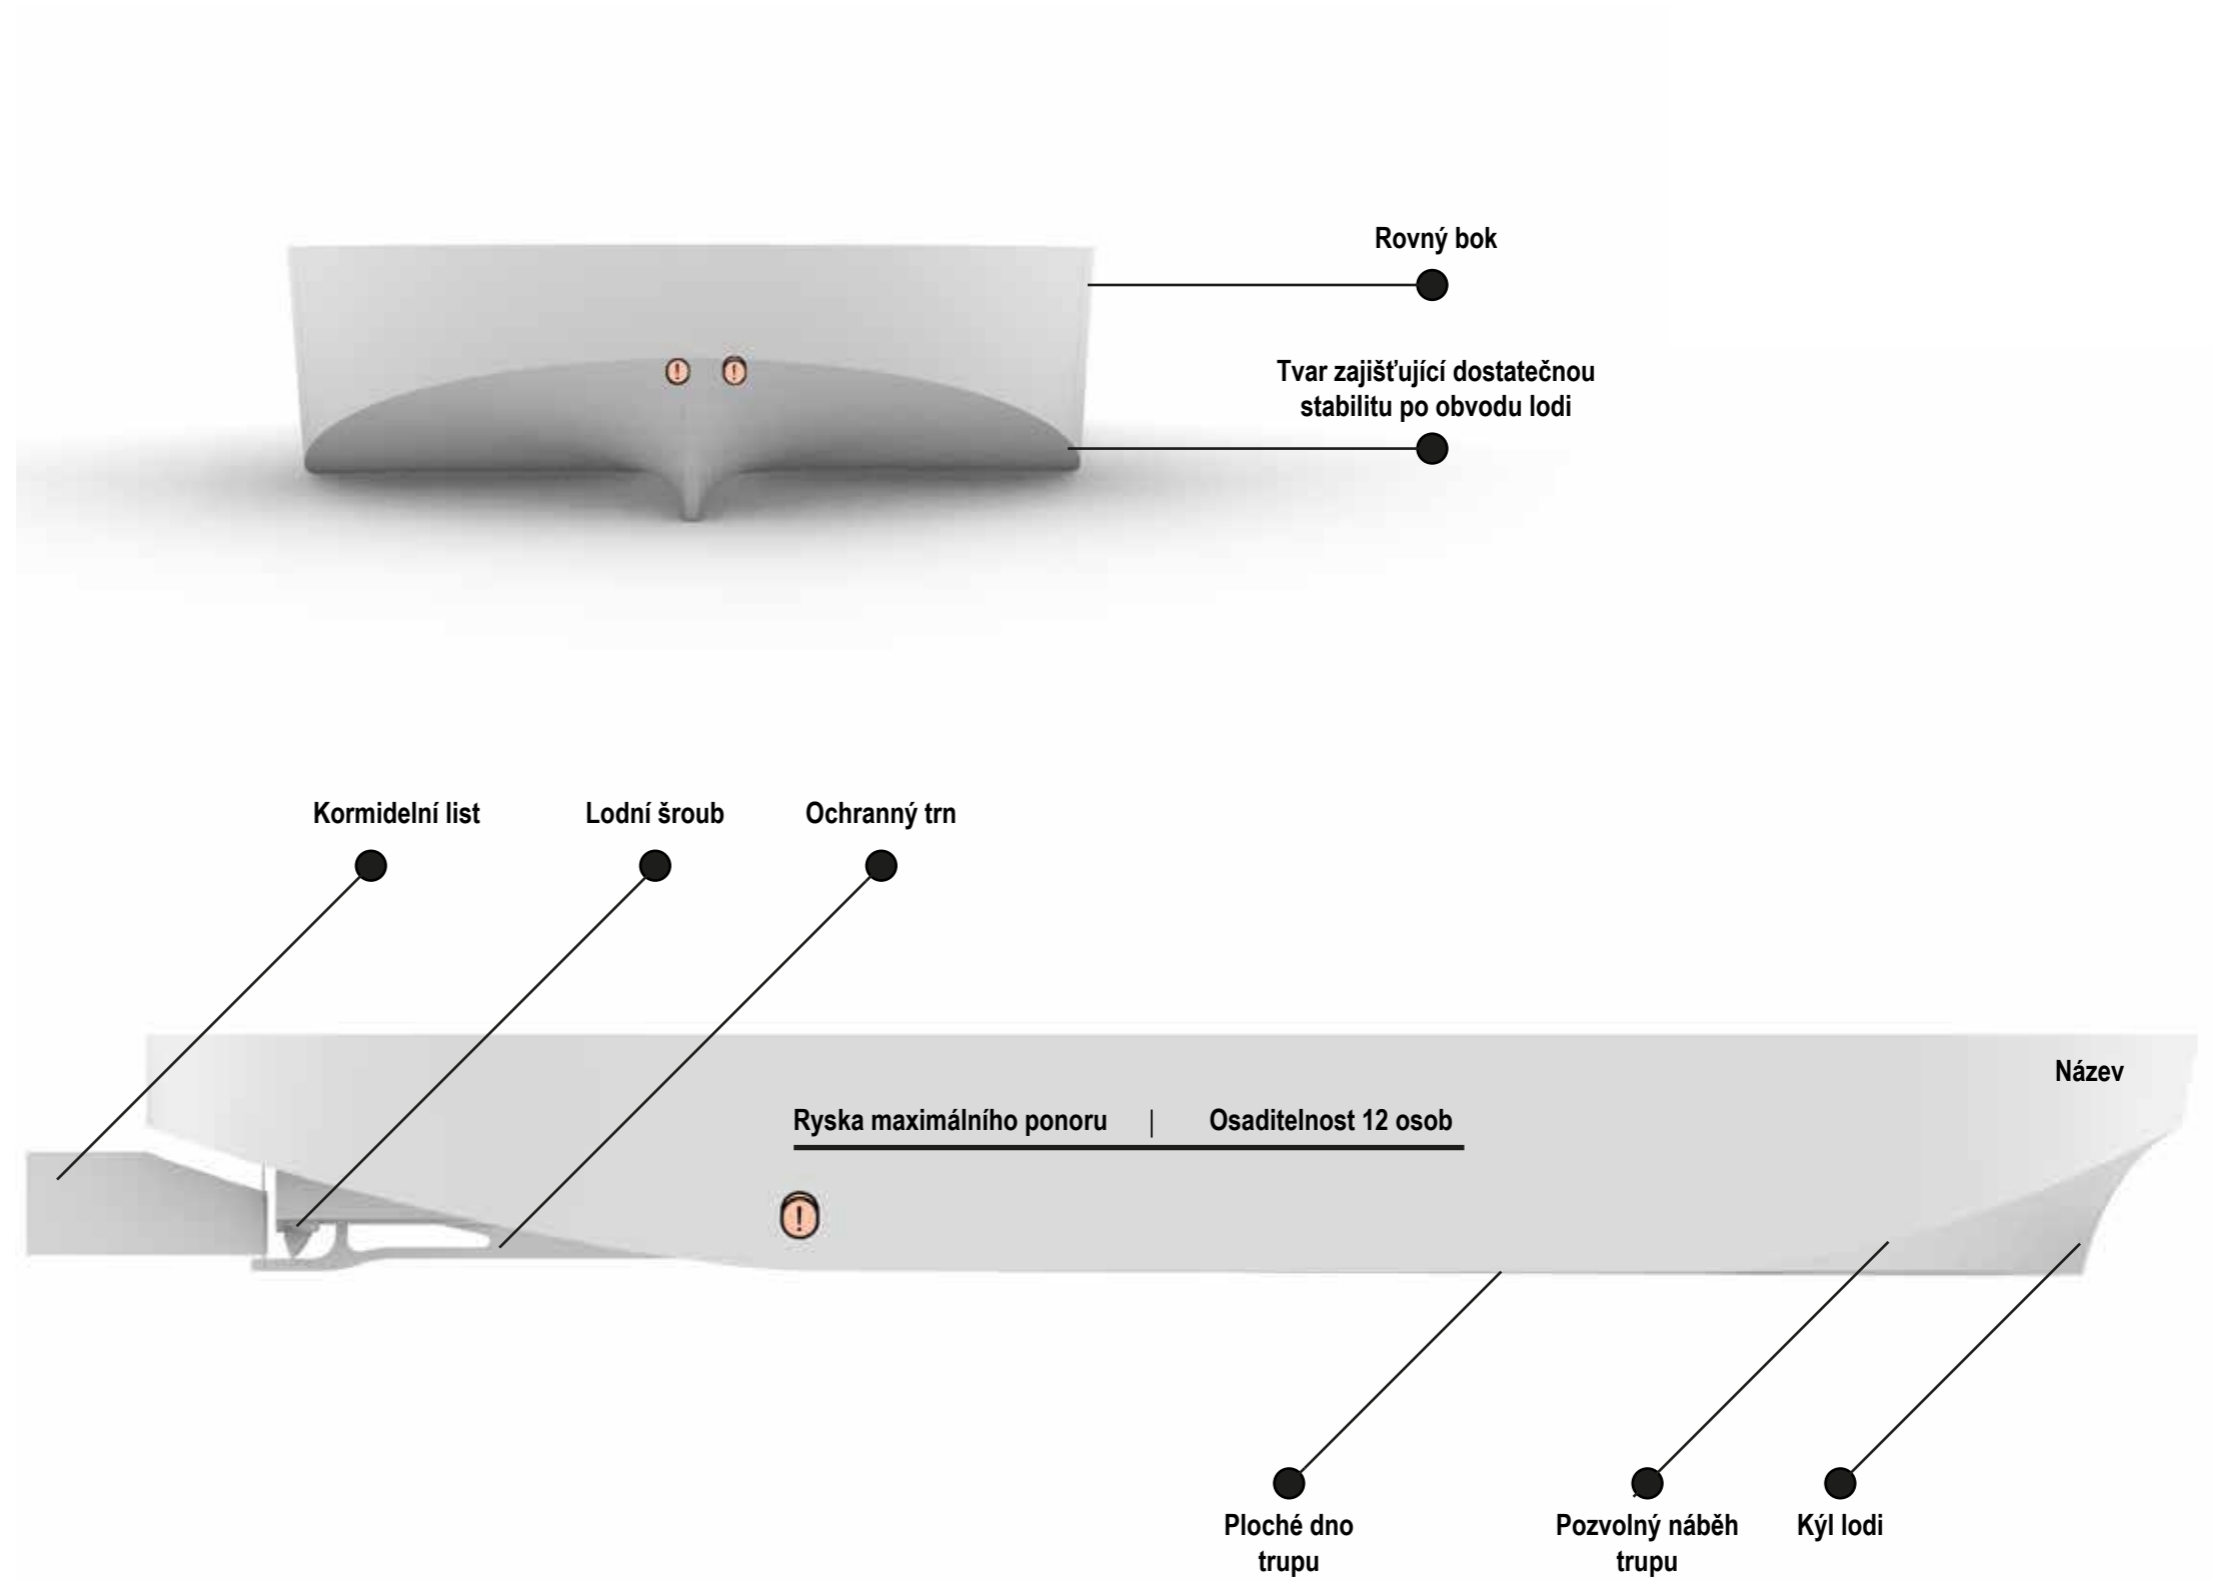 Rovný bok
Tvar zajišťující dostatečnou
stabilitu po obvodu lodi
! !
Kormidelní list
Lodní šroub
Ochranný trn
Název
Ryska maximálního ponoru | Osaditelnost 12 osob
!
Ploché dno
trupu
Pozvolný náběh
trupu
Kýl lodi